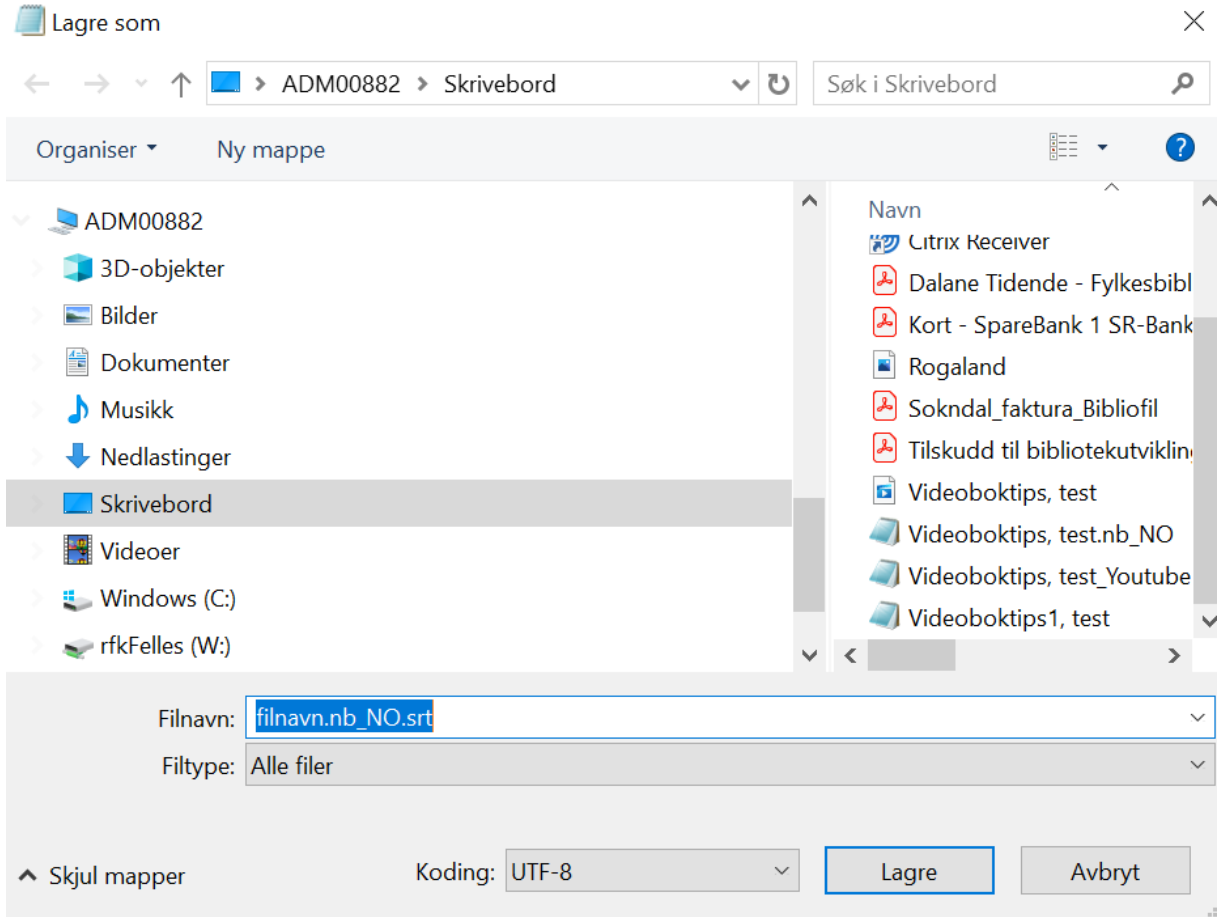 Lagre som
ADM00882 > Skrivebord
Søk i Skrivebord
Organiser
Ny mappe
?
ADM00882
3D-objekter
Bilder
Dokumenter
Musikk
Nedlastinger
Skrivebord
Videoer
Windows (C:)
rfkFelles (W:)
Navn
Citrix Receiver
Dalane Tidende - Fylkesbibl
Kort - SpareBank 1 SR-Bank
Rogaland
Sokndal_faktura_Bibliofil
Tilskudd til bibliotekutviklin
Videoboktips, test
Videoboktips, test.nb_NO
Videoboktips, test_Youtube
Videoboktips1, test
Filnavn: filnavn.nb_NO.srt
Filtype: Alle filer
Skjul mapper
Koding: UTF-8
Lagre
Avbryt